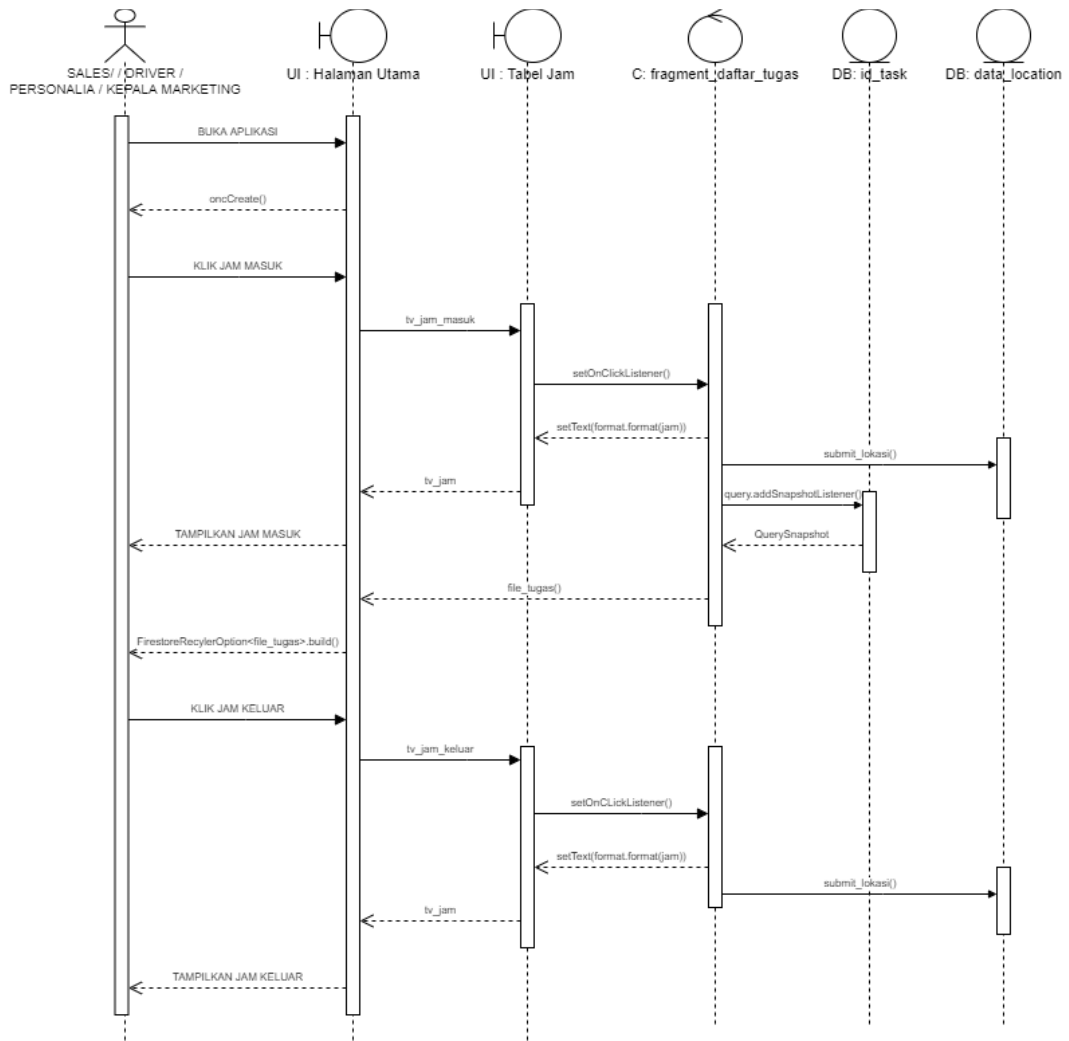 SALES/ / DRIVER /
PERSONALIA / KEPALA MARKETING
UI : Halaman Utama
UI : Tabel Jam
C: fragment_daftar_tugas
DB: id_task
DB: data_location
BUKA APLIKASI
oncCreate()
KLIK JAM MASUK
tv_jam_masuk
setOnClickListener()
setText(format.format(jam))
submit_lokasi()
tv_jam
query.addSnapshotListener()
TAMPILKAN JAM MASUK
QuerySnapshot
file_tugas()
FirestoreRecylerOption<file_tugas>.build()
KLIK JAM KELUAR
tv_jam_keluar
setOnCLickListener()
setText(format.format(jam))
submit_lokasi()
tv_jam
TAMPILKAN JAM KELUAR